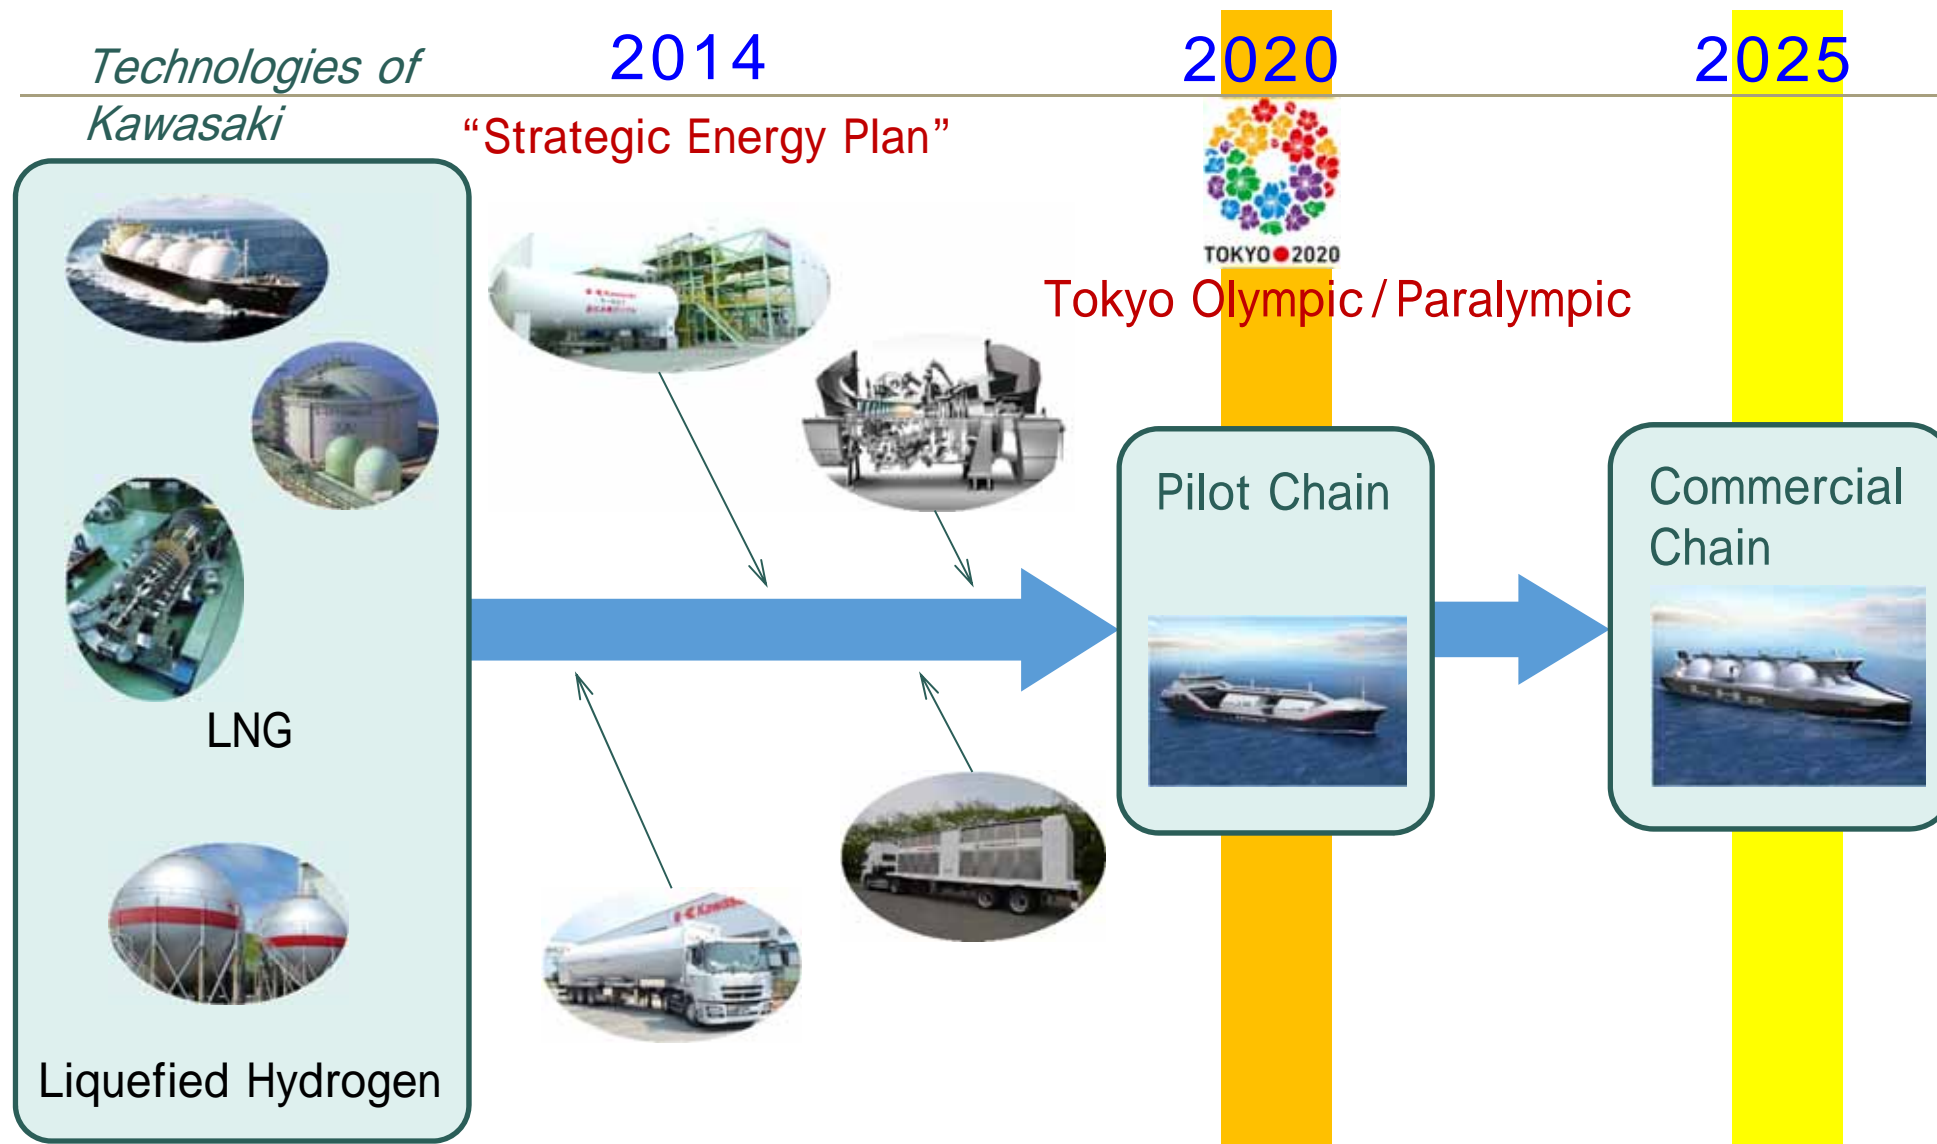 Technologies of
Kawasaki
2014
2020
2025
“Strategic Energy Plan”
TOKYO 2020
Tokyo Olympic / Paralympic
LNG
Liquefied Hydrogen
Pilot Chain
Commercial
Chain
Kawasaki